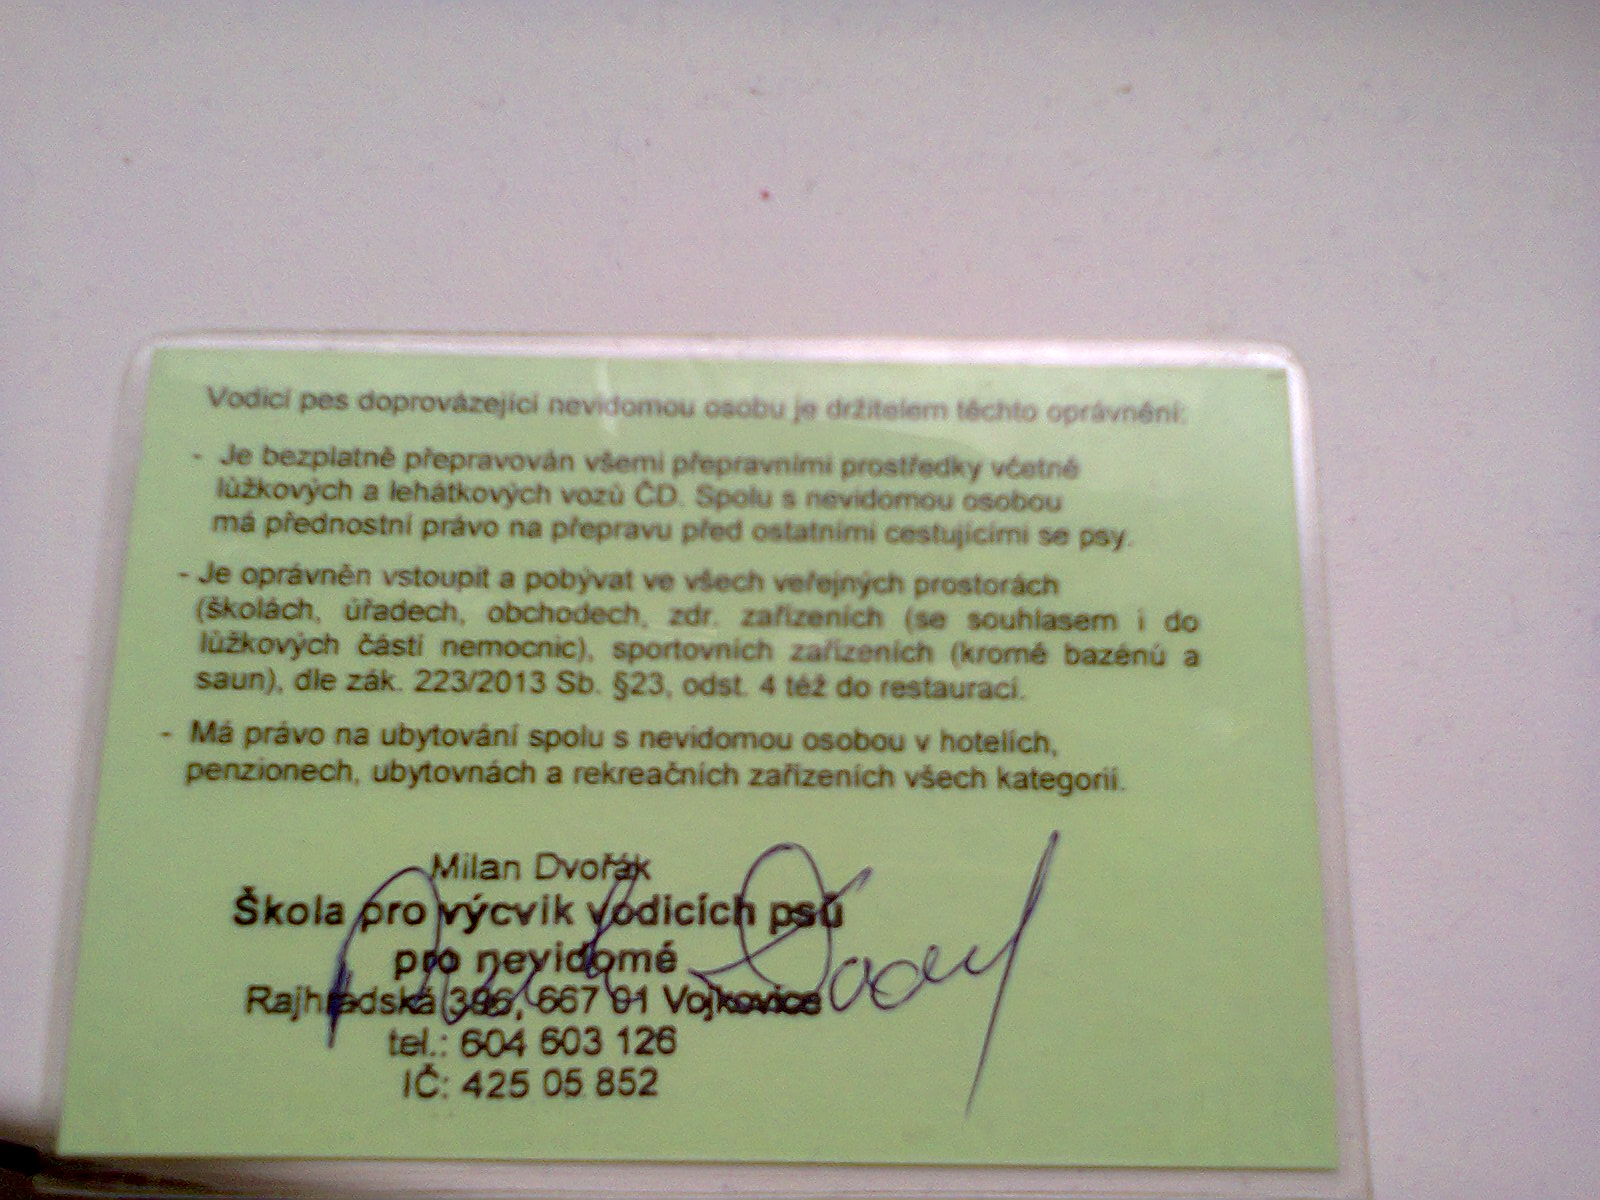 Vodicí pes doprovázející nevidomou osobu je držitelem těchto oprávnění:
- Je bezplatně přepravován všemi přepravními prostředky včetně
lůžkových a lehátkových vozů ČD. Spolu s nevidomou osobou
má přednostní právo na přepravu před ostatními cestujícími se psy.
- Je oprávněn vstoupit a pobývat ve všech veřejných prostorách
(školách, úřadech, obchodech, zdr. zařízeních (se souhlasem i do
lůžkových částí nemocnic), sportovních zařízeních (kromě bazénů a
saun), dle zák. 223/2013 Sb. §23, odst. 4 též do restaurací.
- Má právo na ubytování spolu s nevidomou osobou v hotelích,
penzionech, ubytovnách a rekreačních zařízeních všech kategorií.
Milan Dvořák
Škola pro výcvik vodicích psů
pro nevidomé
Rajhradská 396, 667 01 Vojkovice
tel.: 604 603 126
IČ: 425 05 852